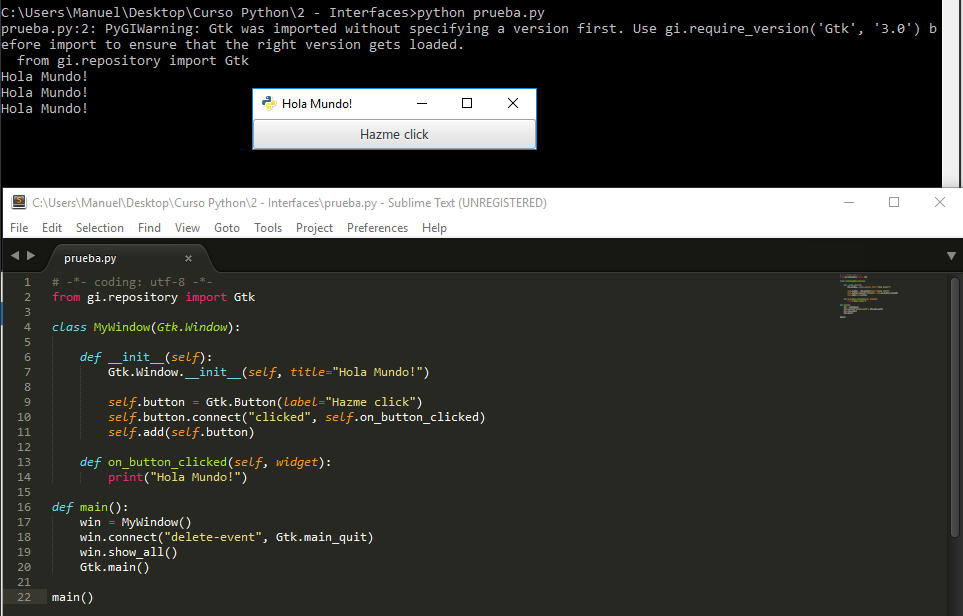 C:\Users\Manuel\Desktop\Curso Python\2 - Interfaces>python prueba.py
prueba.py:2: PyGIWarning: Gtk was imported without specifying a version first. Use gi.require_version('Gtk', '3.0') b
efore import to ensure that the right version gets loaded.
  from gi.repository import Gtk
Hola Mundo!
Hola Mundo!
Hola Mundo!
Hola Mundo!
Hazme click
C:\Users\Manuel\Desktop\Curso Python\2 - Interfaces\prueba.py - Sublime Text (UNREGISTERED)
File Edit Selection Find View Goto Tools Project Preferences Help
prueba.py
1 # -*- coding: utf-8 -*-
2 from gi.repository import Gtk
3
4 class MyWindow(Gtk.Window):
5
6     def __init__(self):
7         Gtk.Window.__init__(self, title="Hola Mundo!")
8
9         self.button = Gtk.Button(label="Hazme click")
10         self.button.connect("clicked", self.on_button_clicked)
11         self.add(self.button)
12
13     def on_button_clicked(self, widget):
14         print("Hola Mundo!")
15
16 def main():
17     win = MyWindow()
18     win.connect("delete-event", Gtk.main_quit)
19     win.show_all()
20     Gtk.main()
21
22 main()